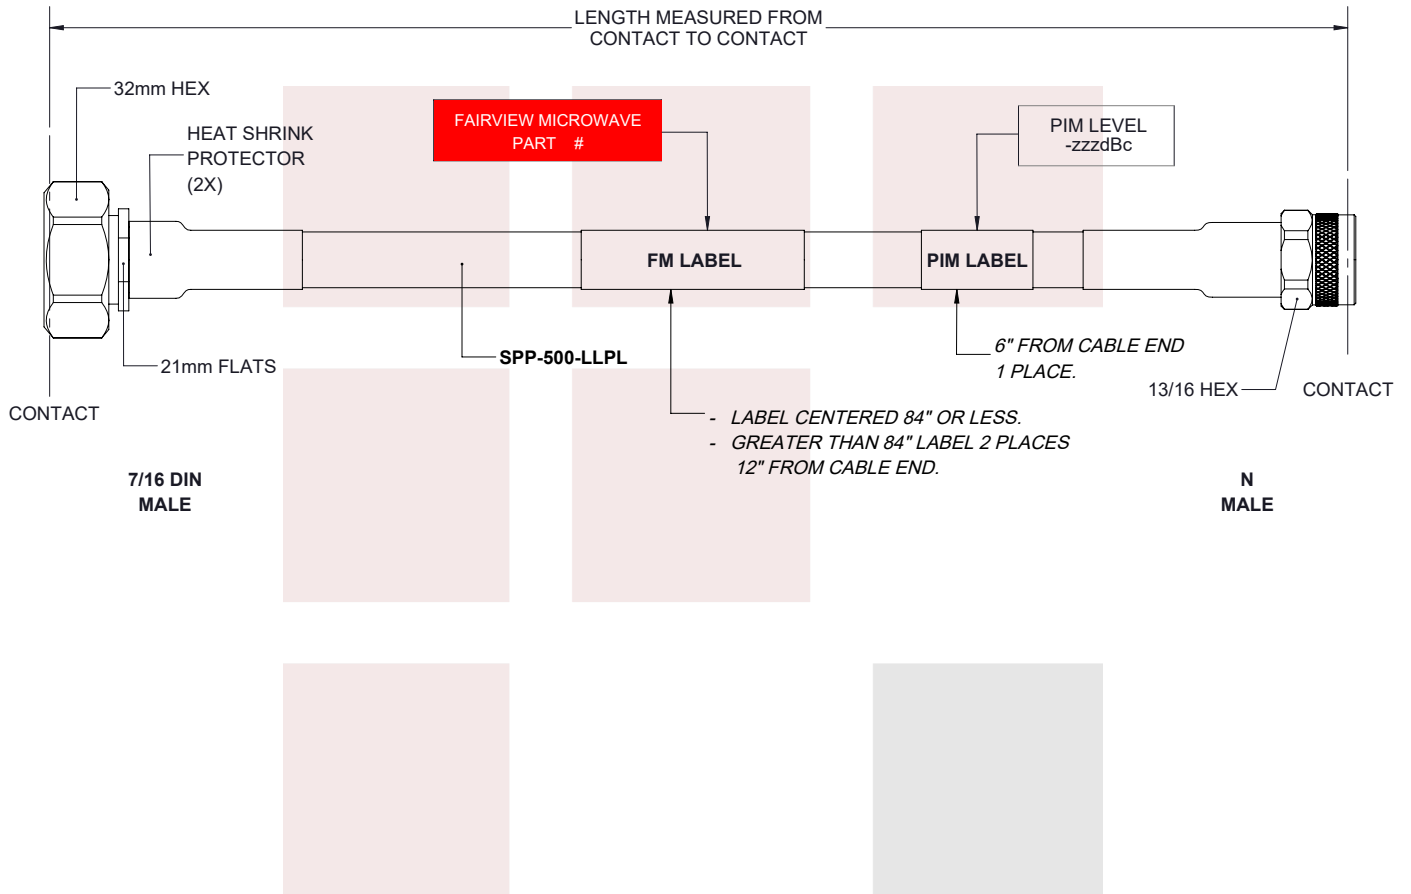 LENGTH MEASURED FROM
CONTACT TO CONTACT
32mm HEX
HEAT SHRINK
PROTECTOR
(2X)
FAIRVIEW MICROWAVE
PART #
PIM LEVEL
-zzzdBc
FM LABEL
PIM LABEL
21mm FLATS
SPP-500-LLPL
6" FROM CABLE END
1 PLACE.
13/16 HEX
CONTACT
CONTACT
- LABEL CENTERED 84" OR LESS.
- GREATER THAN 84" LABEL 2 PLACES
12" FROM CABLE END.
7/16 DIN
MALE
N
MALE